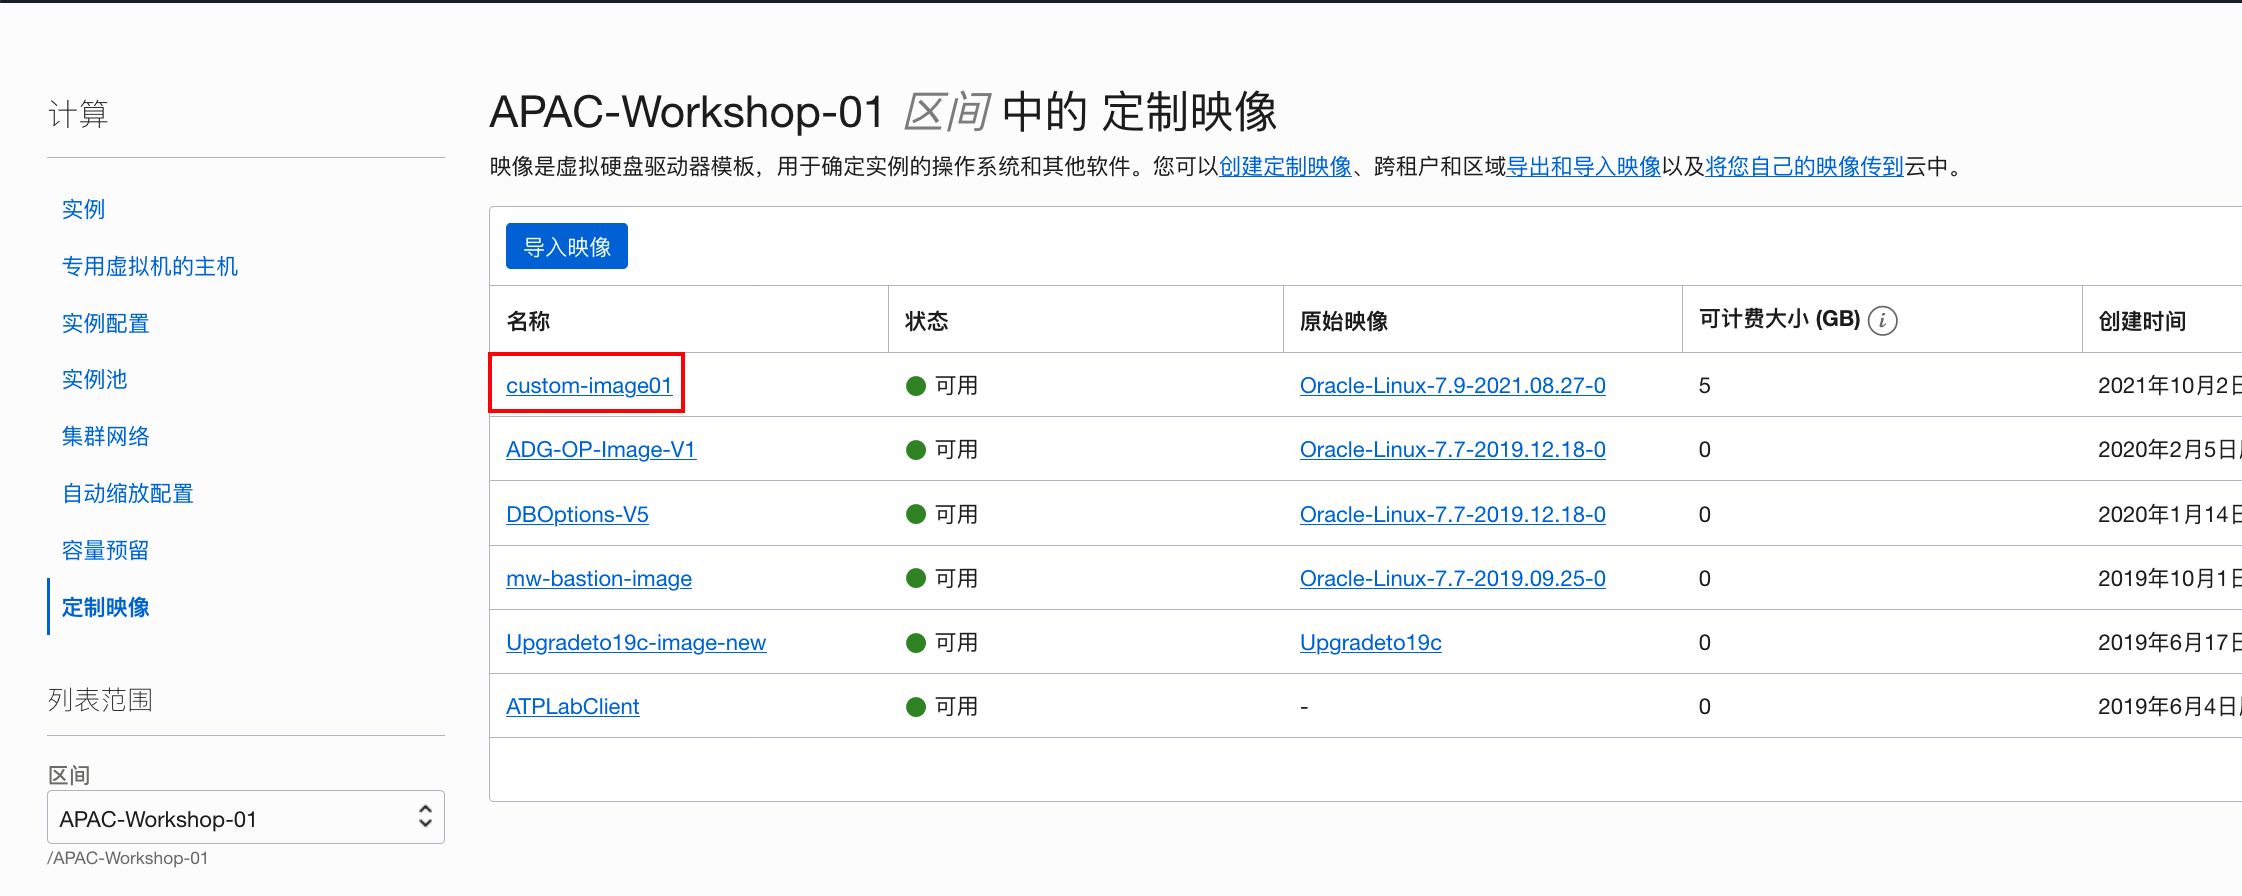 计算
实例
专用虚拟机的主机
实例配置
实例池
集群网络
自动缩放配置
容量预留
定制映像
列表范围
区间
APAC-Workshop-01
/APAC-Workshop-01
APAC-Workshop-01 区间 中的 定制映像
映像是虚拟硬盘驱动器模板，用于确定实例的操作系统和其他软件。您可以创建定制映像、跨租户和区域导出和导入映像以及将您自己的映像传到云中。
导入映像
名称 状态 原始映像 可计费大小 (GB) i 创建时间
custom-image01 可用 Oracle-Linux-7.9-2021.08.27-0 5 2021年10月2日
ADG-OP-Image-V1 可用 Oracle-Linux-7.7-2019.12.18-0 0 2020年2月5日
DBOptions-V5 可用 Oracle-Linux-7.7-2019.12.18-0 0 2020年1月14日
mw-bastion-image 可用 Oracle-Linux-7.7-2019.09.25-0 0 2019年10月1日
Upgradeto19c-image-new 可用 Upgradeto19c 0 2019年6月17日
ATPLabClient 可用 - 0 2019年6月4日